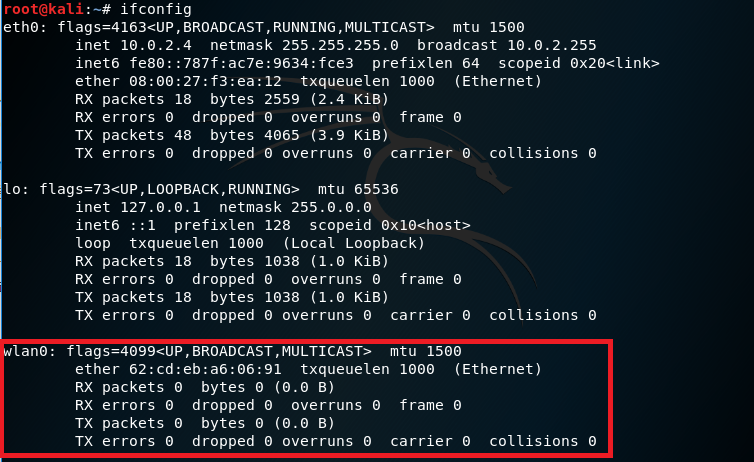 root@kali:~# ifconfig
eth0: flags=4163<UP,BROADCAST,RUNNING,MULTICAST>  mtu 1500
        inet 10.0.2.4  netmask 255.255.255.0  broadcast 10.0.2.255
        inet6 fe80::787f:ac7e:9634:fce3  prefixlen 64  scopeid 0x20<link>
        ether 08:00:27:f3:ea:12  txqueuelen 1000  (Ethernet)
        RX packets 18  bytes 2559 (2.4 KiB)
        RX errors 0  dropped 0  overruns 0  frame 0
        TX packets 48  bytes 4065 (3.9 KiB)
        TX errors 0  dropped 0 overruns 0  carrier 0  collisions 0
lo: flags=73<UP,LOOPBACK,RUNNING>  mtu 65536
        inet 127.0.0.1  netmask 255.0.0.0
        inet6 ::1  prefixlen 128  scopeid 0x10<host>
        loop  txqueuelen 1000  (Local Loopback)
        RX packets 18  bytes 1038 (1.0 KiB)
        RX errors 0  dropped 0  overruns 0  frame 0
        TX packets 18  bytes 1038 (1.0 KiB)
        TX errors 0  dropped 0 overruns 0  carrier 0  collisions 0
wlan0: flags=4099<UP,BROADCAST,MULTICAST>  mtu 1500
        ether 62:cd:eb:a6:06:91  txqueuelen 1000  (Ethernet)
        RX packets 0  bytes 0 (0.0 B)
        RX errors 0  dropped 0  overruns 0  frame 0
        TX packets 0  bytes 0 (0.0 B)
        TX errors 0  dropped 0 overruns 0  carrier 0  collisions 0